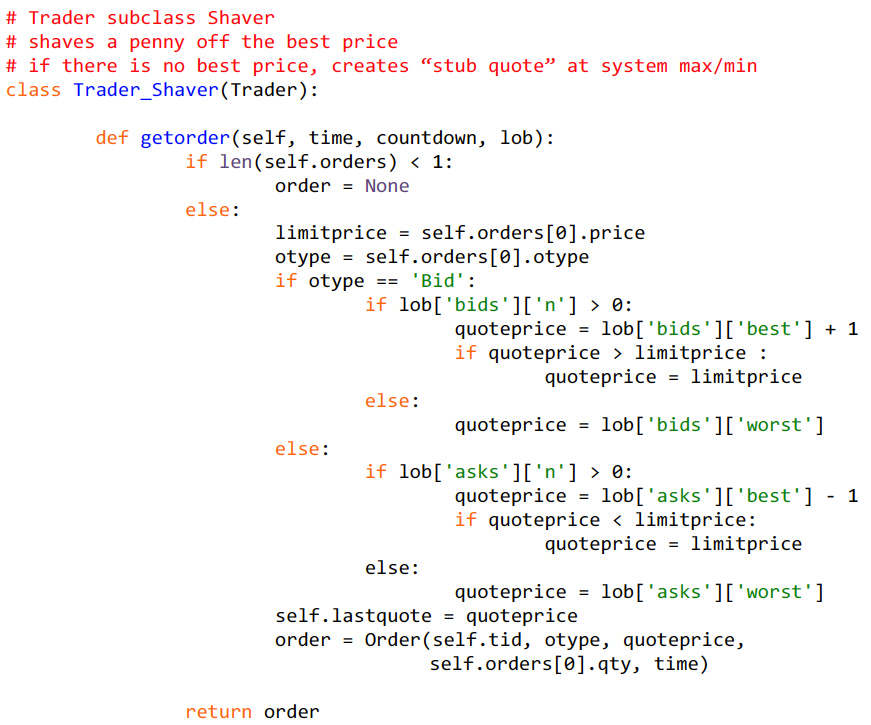 # Trader subclass Shaver
# shaves a penny off the best price
# if there is no best price, creates “stub quote” at system max/min
class Trader_Shaver(Trader):
def getorder(self, time, countdown, lob):
if len(self.orders) < 1:
order = None
else:
limitprice = self.orders[0].price
otype = self.orders[0].otype
if otype == 'Bid':
if lob['bids']['n'] > 0:
quoteprice = lob['bids']['best'] + 1
if quoteprice > limitprice :
quoteprice = limitprice
else:
quoteprice = lob['bids']['worst']
else:
if lob['asks']['n'] > 0:
quoteprice = lob['asks']['best'] - 1
if quoteprice < limitprice:
quoteprice = limitprice
else:
quoteprice = lob['asks']['worst']
self.lastquote = quoteprice
order = Order(self.tid, otype, quoteprice,
self.orders[0].qty, time)
return order